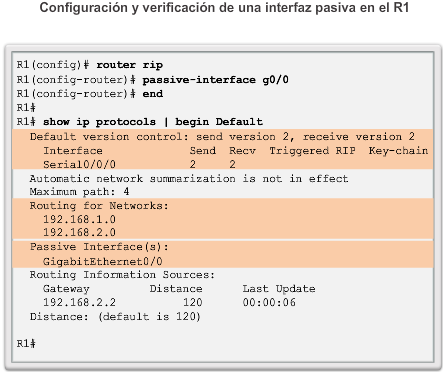 Configuración y verificación de una interfaz pasiva en el R1
R1(config)# router rip
R1(config-router)# passive-interface g0/0
R1(config-router)# end
R1#
R1# show ip protocols | begin Default
Default version control: send version 2, receive version 2
Interface Send Recv Triggered RIP Key-chain
Serial0/0/0 2 2
Automatic network summarization is not in effect
Maximum path: 4
Routing for Networks:
192.168.1.0
192.168.2.0
Passive Interface(s):
GigabitEthernet0/0
Routing Information Sources:
Gateway Distance Last Update
192.168.2.2 120 00:00:06
Distance: (default is 120)
R1#